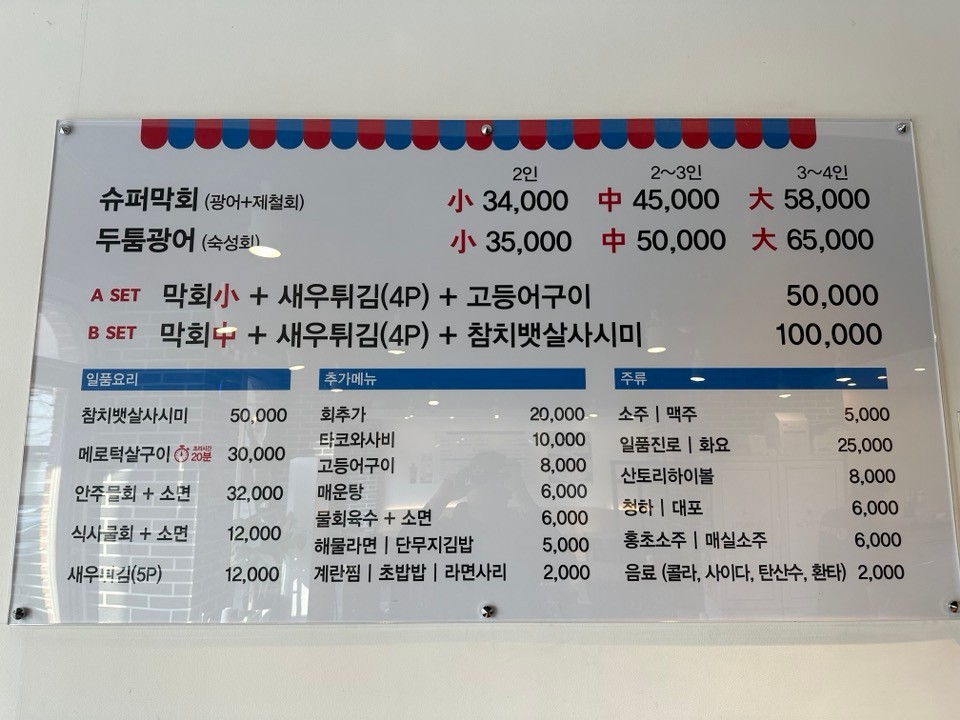 2인 2~3인 3~4인
슈퍼막회 (광어+제철회) 小 34,000 中 45,000 大 58,000
두툼광어 (숙성회) 小 35,000 中 50,000 大 65,000
A SET 막회小 + 새우튀김(4P) + 고등어구이 50,000
B SET 막회中 + 새우튀김(4P) + 참치뱃살사시미 100,000
일품요리
참치뱃살사시미 50,000
메로턱살구이 조리시간 20분 30,000
안주물회 + 소면 32,000
식사물회 + 소면 12,000
새우튀김(5P) 12,000
추가메뉴
회추가 20,000
타코와사비 10,000
고등어구이 8,000
매운탕 6,000
물회육수 + 소면 6,000
해물라면 | 단무지김밥 5,000
계란찜 | 초밥밥 | 라면사리 2,000
주류
소주 | 맥주 5,000
일품진로 | 화요 25,000
산토리하이볼 8,000
청하 | 대포 6,000
홍초소주 | 매실소주 6,000
음료 (콜라, 사이다, 탄산수, 환타) 2,000